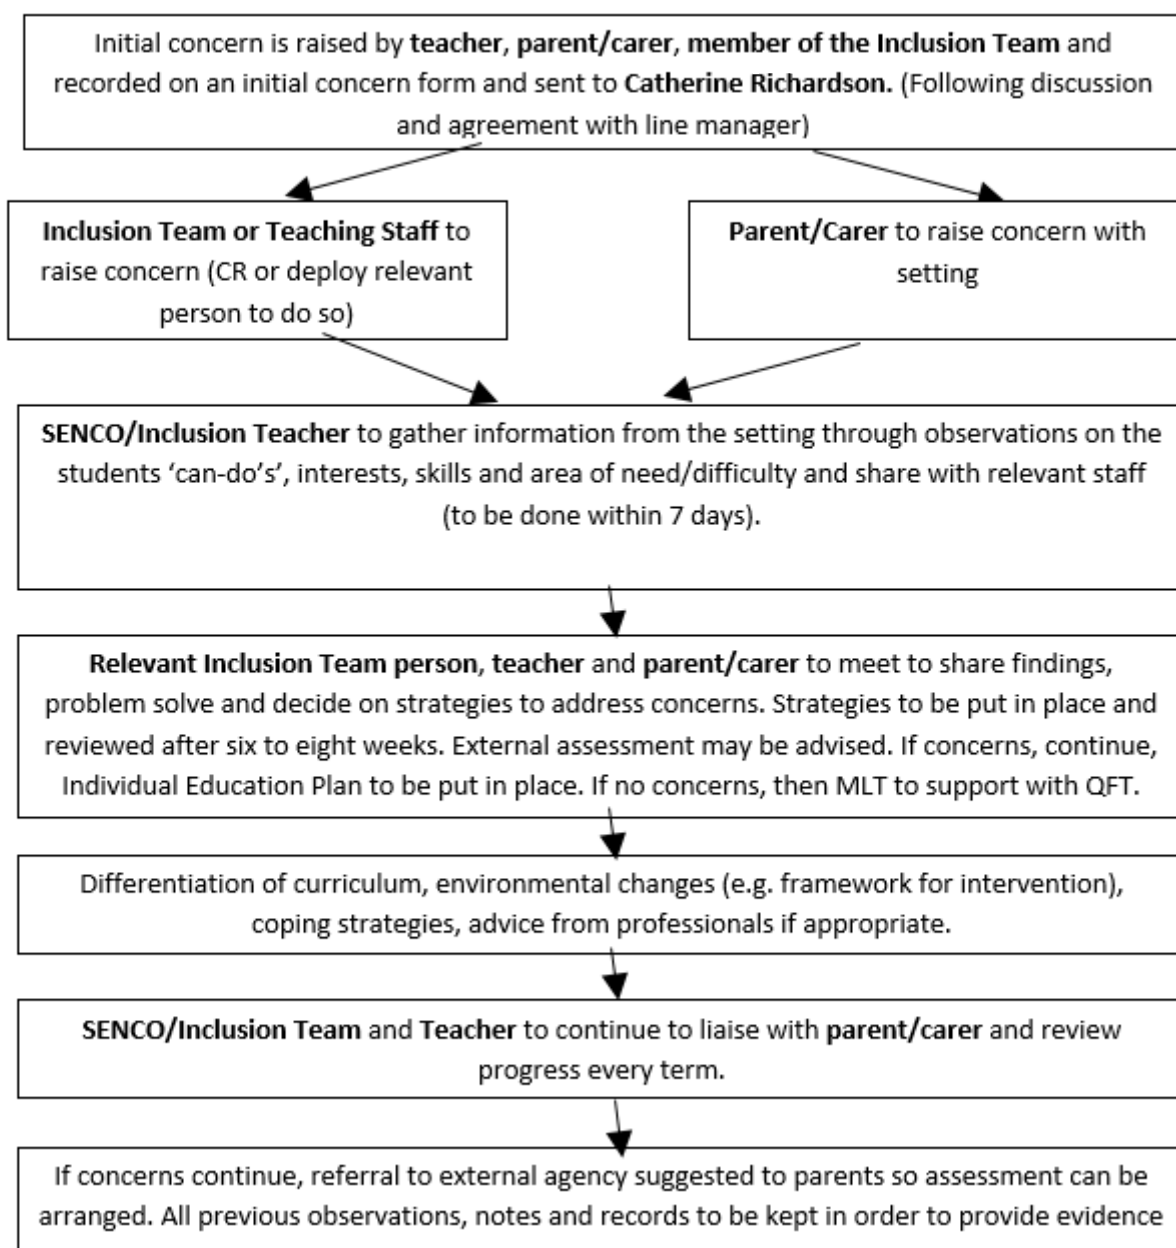 Initial concern is raised by teacher, parent/carer, member of the Inclusion Team and
recorded on an initial concern form and sent to Catherine Richardson. (Following discussion
and agreement with line manager)
Inclusion Team or Teaching Staff to
raise concern (CR or deploy relevant
person to do so)
Parent/Carer to raise concern with
setting
SENCO/Inclusion Teacher to gather information from the setting through observations on the
students ‘can-do’s’, interests, skills and area of need/difficulty and share with relevant staff
(to be done within 7 days).
Relevant Inclusion Team person, teacher and parent/carer to meet to share findings,
problem solve and decide on strategies to address concerns. Strategies to be put in place and
reviewed after six to eight weeks. External assessment may be advised. If concerns, continue,
Individual Education Plan to be put in place. If no concerns, then MLT to support with QFT.
Differentiation of curriculum, environmental changes (e.g. framework for intervention),
coping strategies, advice from professionals if appropriate.
SENCO/Inclusion Team and Teacher to continue to liaise with parent/carer and review
progress every term.
If concerns continue, referral to external agency suggested to parents so assessment can be
arranged. All previous observations, notes and records to be kept in order to provide evidence